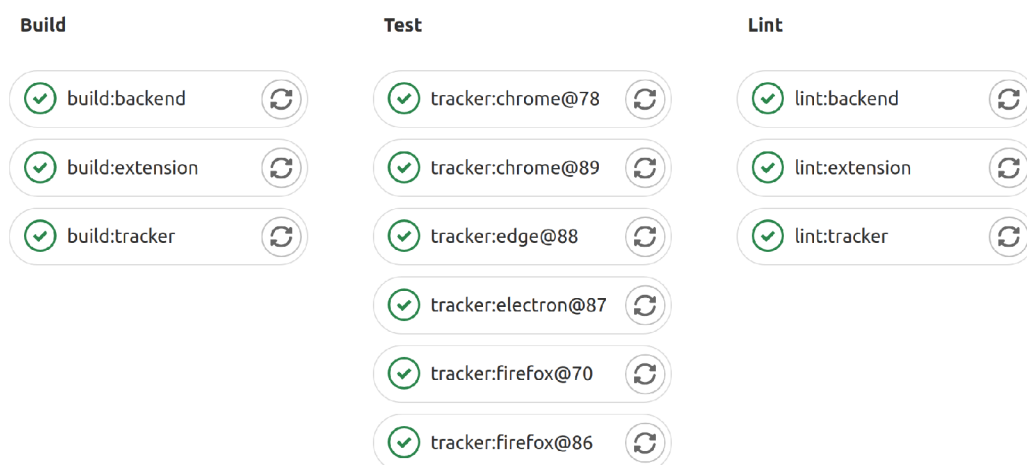 Build
build:backend
build:extension
build:tracker
Test
tracker:chrome@78
tracker:chrome@89
tracker:edge@88
tracker:electron@87
tracker:firefox@70
tracker:firefox@86
Lint
lint:backend
lint:extension
lint:tracker